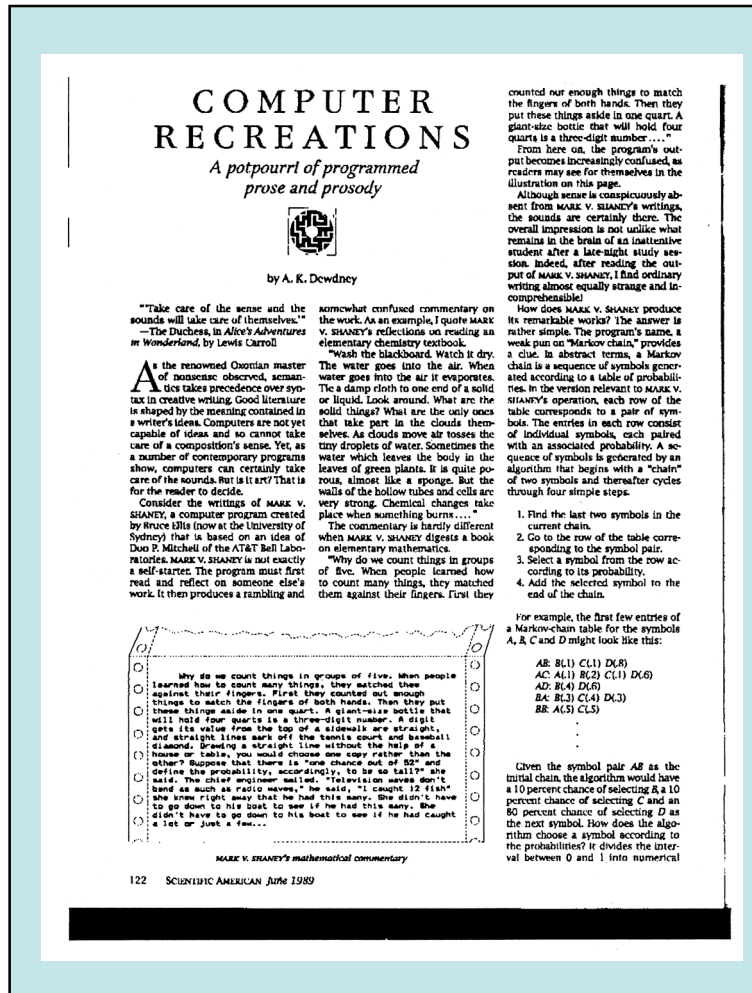 COMPUTER
RECREATIONS
A potpourri of programmed
prose and prosody
by A. K. Dewdney
"'Take care of the sense and the
sounds will take care of themselves.'"
—The Duchess, in Alice's Adventures
in Wonderland, by Lewis Carroll
As the renowned Oxonian master
of nonsense observed, seman-
tics takes precedence over syn-
tax in creative writing. Good literature
is shaped by the meaning contained in
a writer's ideas. Computers are not yet
capable of ideas and so cannot take
care of a composition's sense. Yet, as
a number of contemporary programs
show, computers can certainly take
care of the sounds. But is it art? That is
for the reader to decide.
Consider the writings of MARK V.
SHANEY, a computer program created
by Bruce Ellis (now at the University of
Sydney) that is based on an idea of
Don P. Mitchell of the AT&T Bell Labo-
ratories. MARK V. SHANEY is not exactly
a self-starter. The program must first
read and reflect on someone else's
work. It then produces a rambling and
somewhat confused commentary on
the work. As an example, I quote MARK
V. SHANEY's reflections on reading an
elementary chemistry textbook.
"Wash the blackboard. Watch it dry.
The water goes into the air. When
water goes into the air it evaporates.
Tie a damp cloth to one end of a solid
or liquid. Look around. What are the
solid things? What are the only ones
that take part in the clouds them-
selves. As clouds move air tosses the
tiny droplets of water. Sometimes the
water which leaves the body in the
leaves of green plants. It is quite po-
rous, almost like a sponge. But the
walls of the hollow tubes and cells are
very strong. Chemical changes take
place when something burns...."
The commentary is hardly different
when MARK V. SHANEY digests a book
on elementary mathematics.
"Why do we count things in groups
of five. When people learned how
to count many things, they matched
them against their fingers. First they
counted out enough things to match
the fingers of both hands. Then they
put these things aside in one quart. A
giant-size bottle that will hold four
quarts is a three-digit number...."
From here on, the program's out-
put becomes increasingly confused, as
readers may see for themselves in the
illustration on this page.
Although sense is conspicuously ab-
sent from MARK V. SHANEY's writings,
the sounds are certainly there. The
overall impression is not unlike what
remains in the brain of an inattentive
student after a late-night study ses-
sion. Indeed, after reading the out-
put of MARK V. SHANEY, I find ordinary
writing almost equally strange and in-
comprehensible!
How does MARK V. SHANEY produce
its remarkable works? The answer is
rather simple. The program's name, a
weak pun on "Markov chain," provides
a clue. In abstract terms, a Markov
chain is a sequence of symbols gener-
ated according to a table of probabili-
ties. In the version relevant to MARK V.
SHANEY's operation, each row of the
table corresponds to a pair of sym-
bols. The entries in each row consist
of individual symbols, each paired
with an associated probability. A se-
quence of symbols is generated by an
algorithm that begins with a "chain"
of two symbols and thereafter cycles
through four simple steps.
1. Find the last two symbols in the
current chain.
2. Go to the row of the table corre-
sponding to the symbol pair.
3. Select a symbol from the row ac-
cording to its probability.
4. Add the selected symbol to the
end of the chain.
For example, the first few entries of
a Markov-chain table for the symbols
A, B, C and D might look like this:
AB: B(.1) C(.1) D(.8)
AC: A(.1) B(.2) C(.1) D(.6)
AD: B(.4) D(.6)
BA: B(.3) C(.4) D(.3)
BB: A(.5) C(.5)
.
.
.
Given the symbol pair AB as the
initial chain, the algorithm would have
a 10 percent chance of selecting B, a 10
percent chance of selecting C and an
80 percent chance of selecting D as
the next symbol. How does the algo-
rithm choose a symbol according to
the probabilities? It divides the inter-
val between 0 and 1 into numerical
Why do we count things in groups of five. When people
learned how to count many things, they matched them
against their fingers. First they counted out enough
things to match the fingers of both hands. Then they put
these things aside in one quart. A giant-size bottle that
will hold four quarts is a three-digit number. A digit
gets its value from the top of a sidewalk are straight,
and straight lines mark off the tennis court and baseball
diamond. Drawing a straight line without the help of a
house or table, you would choose one copy rather than the
other? Suppose that there is "one chance out of 52" and
define the probability, accordingly, to be so tall?" she
said. The chief engineer smiled. "Television waves don't
bend as such as radio waves," he said, "I caught 12 fish"
she knew right away that he had this many. She didn't have
to go down to his boat to see if he had this many. She
didn't have to go down to his boat to see if he had caught
a lot or just a few...
MARK V. SHANEY's mathematical commentary
122 SCIENTIFIC AMERICAN June 1989